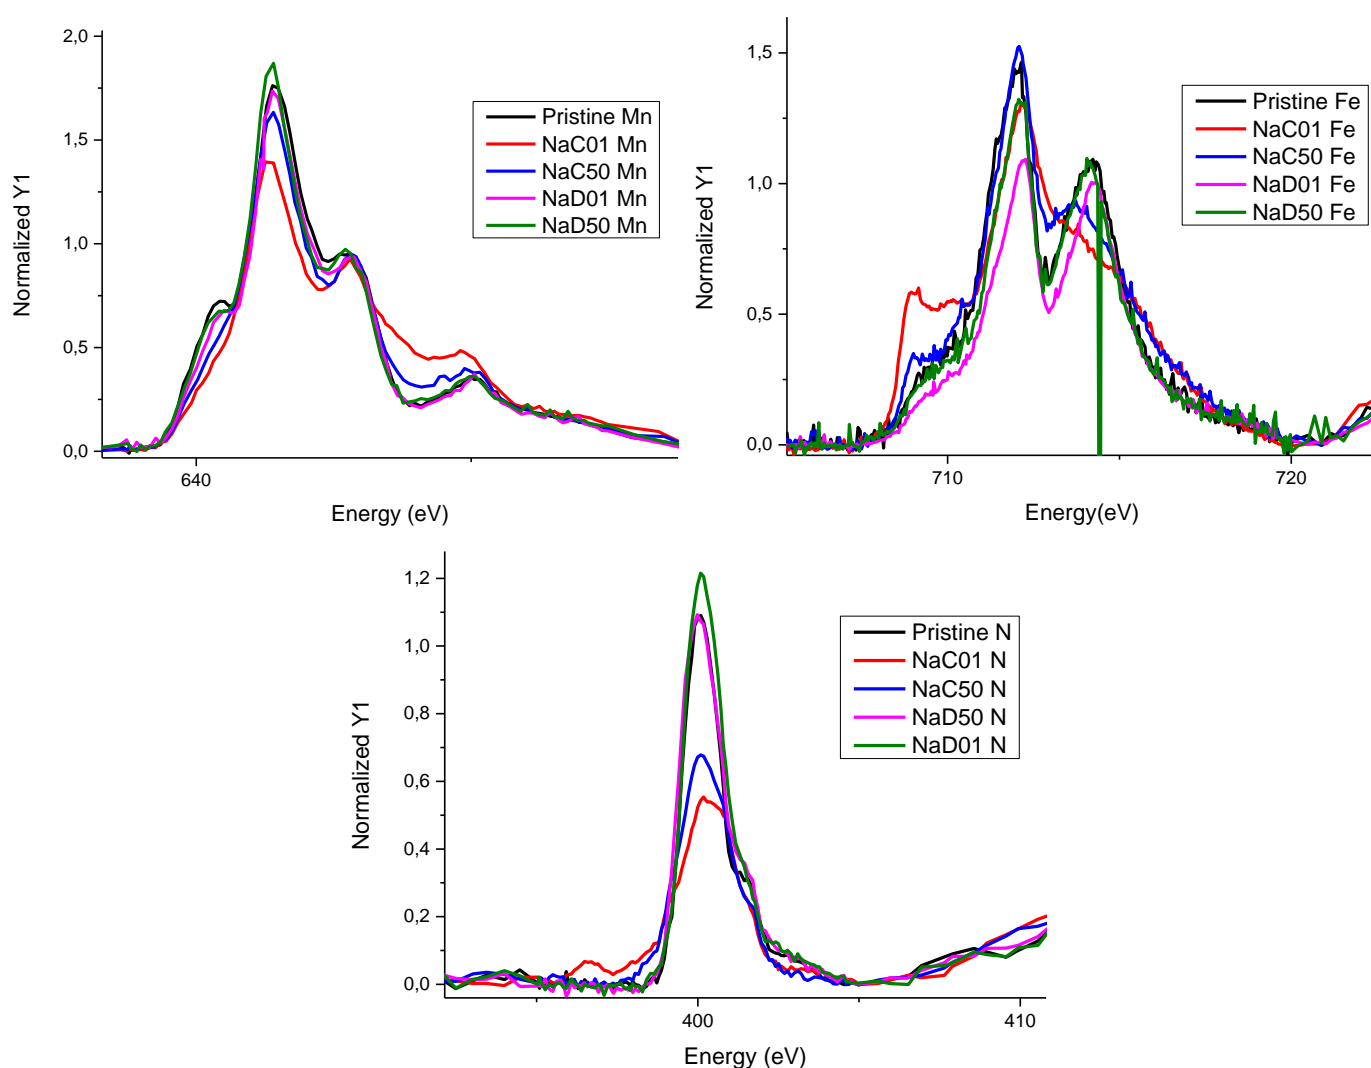 2,0
1,5
1,0
0,5
0,0
Normalized Y1
640
Energy (eV)
Pristine Mn
NaC01 Mn
NaC50 Mn
NaD01 Mn
NaD50 Mn
1,5
1,0
0,5
0,0
Normalized Y1
710
720
Energy(eV)
Pristine Fe
NaC01 Fe
NaC50 Fe
NaD01 Fe
NaD50 Fe
1,2
1,0
0,8
0,6
0,4
0,2
0,0
Normalized Y1
400
410
Energy (eV)
Pristine N
NaC01 N
NaC50 N
NaD50 N
NaD01 N